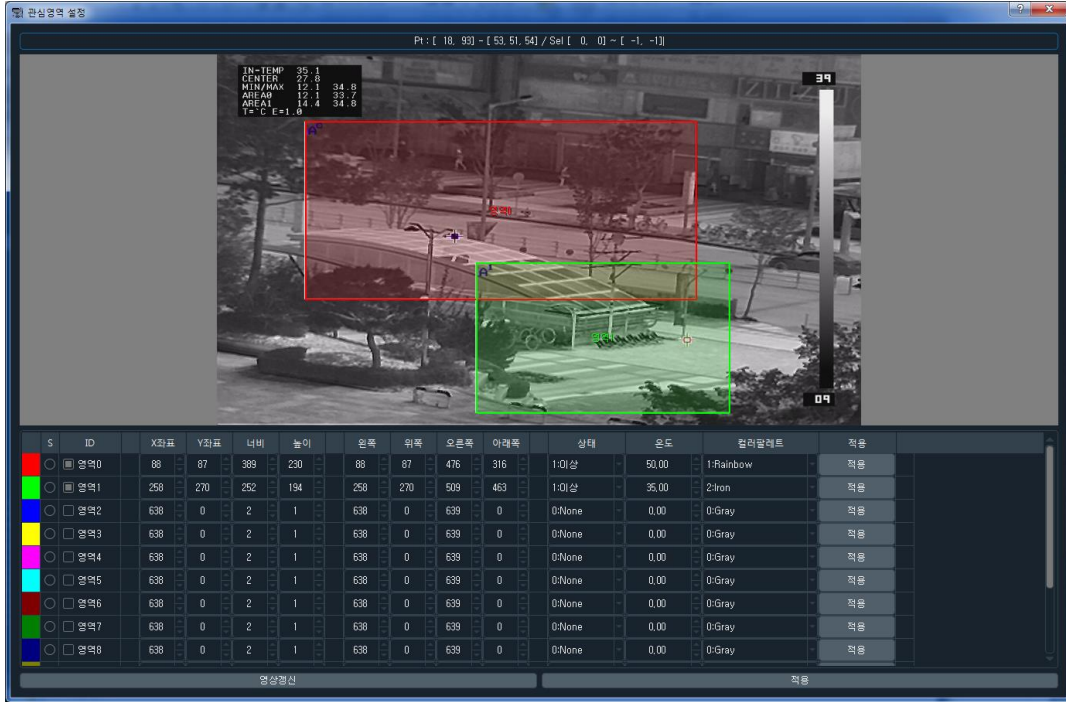 관심영역 설정
Pt : [ 18, 93] - [ 53, 51, 54] / Sel [ 0, 0] ~ [ -1, -1]
IN-TEMP 35.1
CENTER 27.8
MIN/MAX 12.1 34.8
AREA0 12.1 33.7
AREA1 14.4 34.8
T=°C E=1.0
39
A0
영역0
A1
영역1
09
S ID X좌표 Y좌표 너비 높이 왼쪽 위쪽 오른쪽 아래쪽 상태 온도 컬러팔레트 적용
영역0 88 87 389 230 88 87 476 316 1:이상 50,00 1:Rainbow 적용
영역1 258 270 252 194 258 270 509 463 1:이상 35,00 2:Iron 적용
영역2 638 0 2 1 638 0 639 0 0:None 0,00 0:Gray 적용
영역3 638 0 2 1 638 0 639 0 0:None 0,00 0:Gray 적용
영역4 638 0 2 1 638 0 639 0 0:None 0,00 0:Gray 적용
영역5 638 0 2 1 638 0 639 0 0:None 0,00 0:Gray 적용
영역6 638 0 2 1 638 0 639 0 0:None 0,00 0:Gray 적용
영역7 638 0 2 1 638 0 639 0 0:None 0,00 0:Gray 적용
영역8 638 0 2 1 638 0 639 0 0:None 0,00 0:Gray 적용
영상갱신 적용